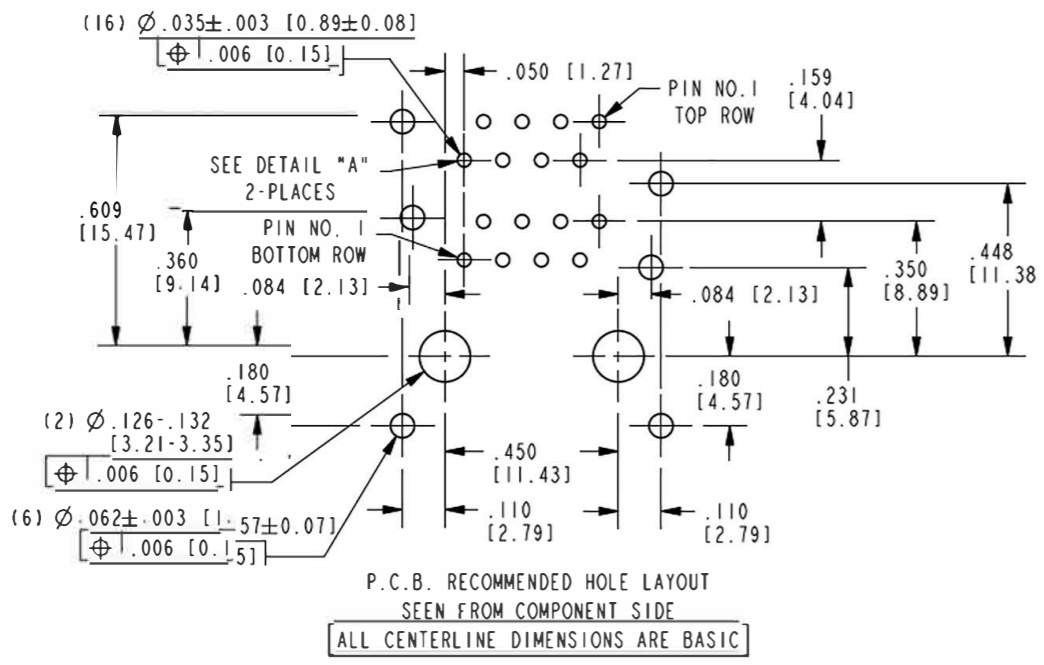 (16) Ø .035±.003 [0.89±0.08]
⌖ .006 [0.15]
.050 [1.27]
PIN NO.1
TOP ROW
.159
[4.04]
SEE DETAIL "A"
2-PLACES
.609
[15.47]
PIN NO. 1
BOTTOM ROW
.360
[9.14]
.084 [2.13]
.084 [2.13]
.350
[8.89]
.448
[11.38
.180
[4.57]
.180
[4.57]
.231
[5.87]
(2) Ø .126-.132
[3.21-3.35]
⌖ .006 [0.15]
.450
[11.43]
(6) Ø .062±.003 [1.57±0.07]
⌖ .006 [0.15]
.110
[2.79]
.110
[2.79]
P.C.B. RECOMMENDED HOLE LAYOUT
SEEN FROM COMPONENT SIDE
ALL CENTERLINE DIMENSIONS ARE BASIC